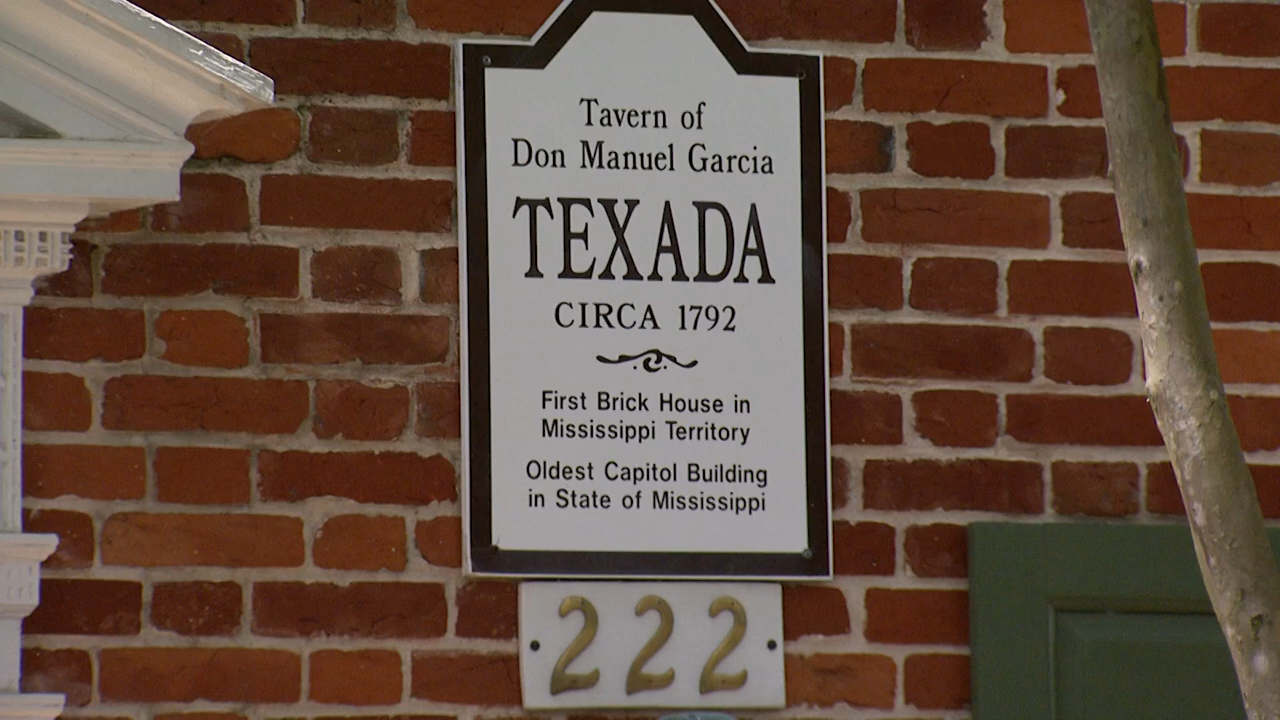 Tavern of
Don Manuel Garcia
TEXADA
CIRCA 1792
First Brick House in
Mississippi Territory
Oldest Capitol Building
in State of Mississippi
222